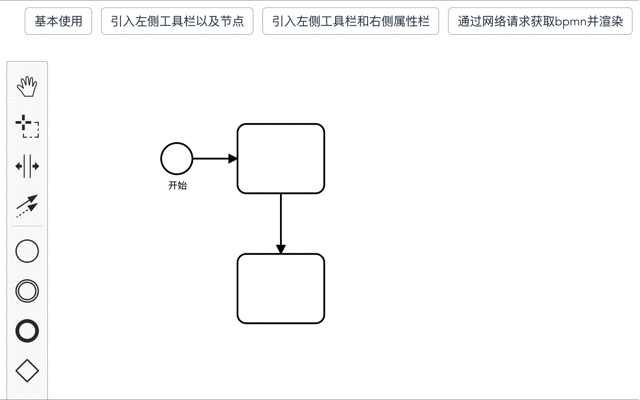 基本使用
引入左侧工具栏以及节点
引入左侧工具栏和右侧属性栏
通过网络请求获取bpmn并渲染
开始